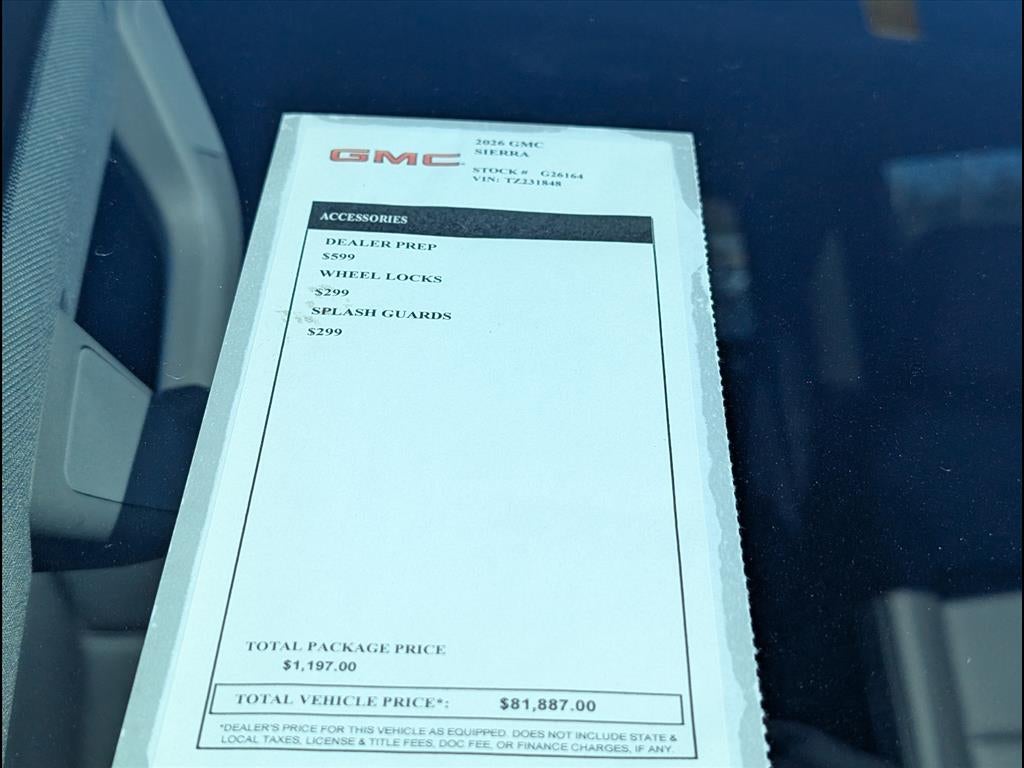 GMC
2026 GMC
SIERRA
STOCK # G26164
VIN: TZ231848
ACCESSORIES
DEALER PREP
$599
WHEEL LOCKS
$299
SPLASH GUARDS
$299
TOTAL PACKAGE PRICE
$1,197.00
TOTAL VEHICLE PRICE*: $81,887.00
*DEALER'S PRICE FOR THIS VEHICLE AS EQUIPPED. DOES NOT INCLUDE STATE &
LOCAL TAXES, LICENSE & TITLE FEES, DOC FEE, OR FINANCE CHARGES, IF ANY.